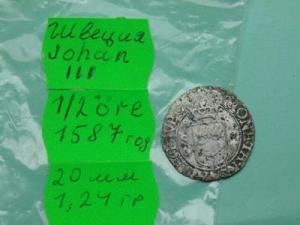 Швеция
Johan
III
1/2 öre
1587 год
20 мм
1,24 гр